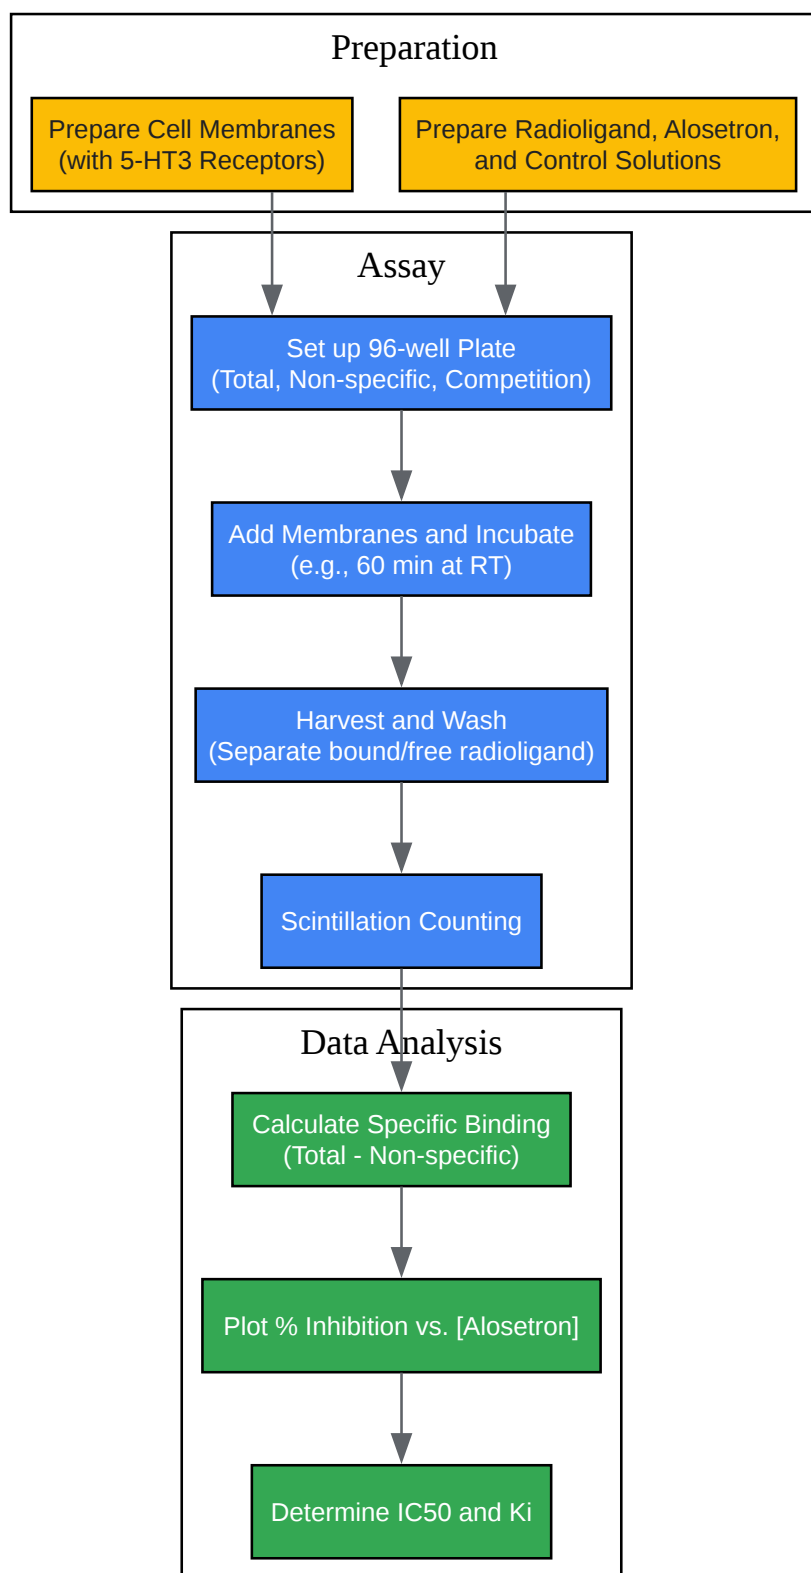 Preparation
Prepare Cell Membranes
(with 5-HT3 Receptors)
Prepare Radioligand, Alosetron,
and Control Solutions
Assay
Set up 96-well Plate
(Total, Non-specific, Competition)
Add Membranes and Incubate
(e.g., 60 min at RT)
Harvest and Wash
(Separate bound/free radioligand)
Scintillation Counting
Data Analysis
Calculate Specific Binding
(Total - Non-specific)
Plot % Inhibition vs. [Alosetron]
Determine IC50 and Ki